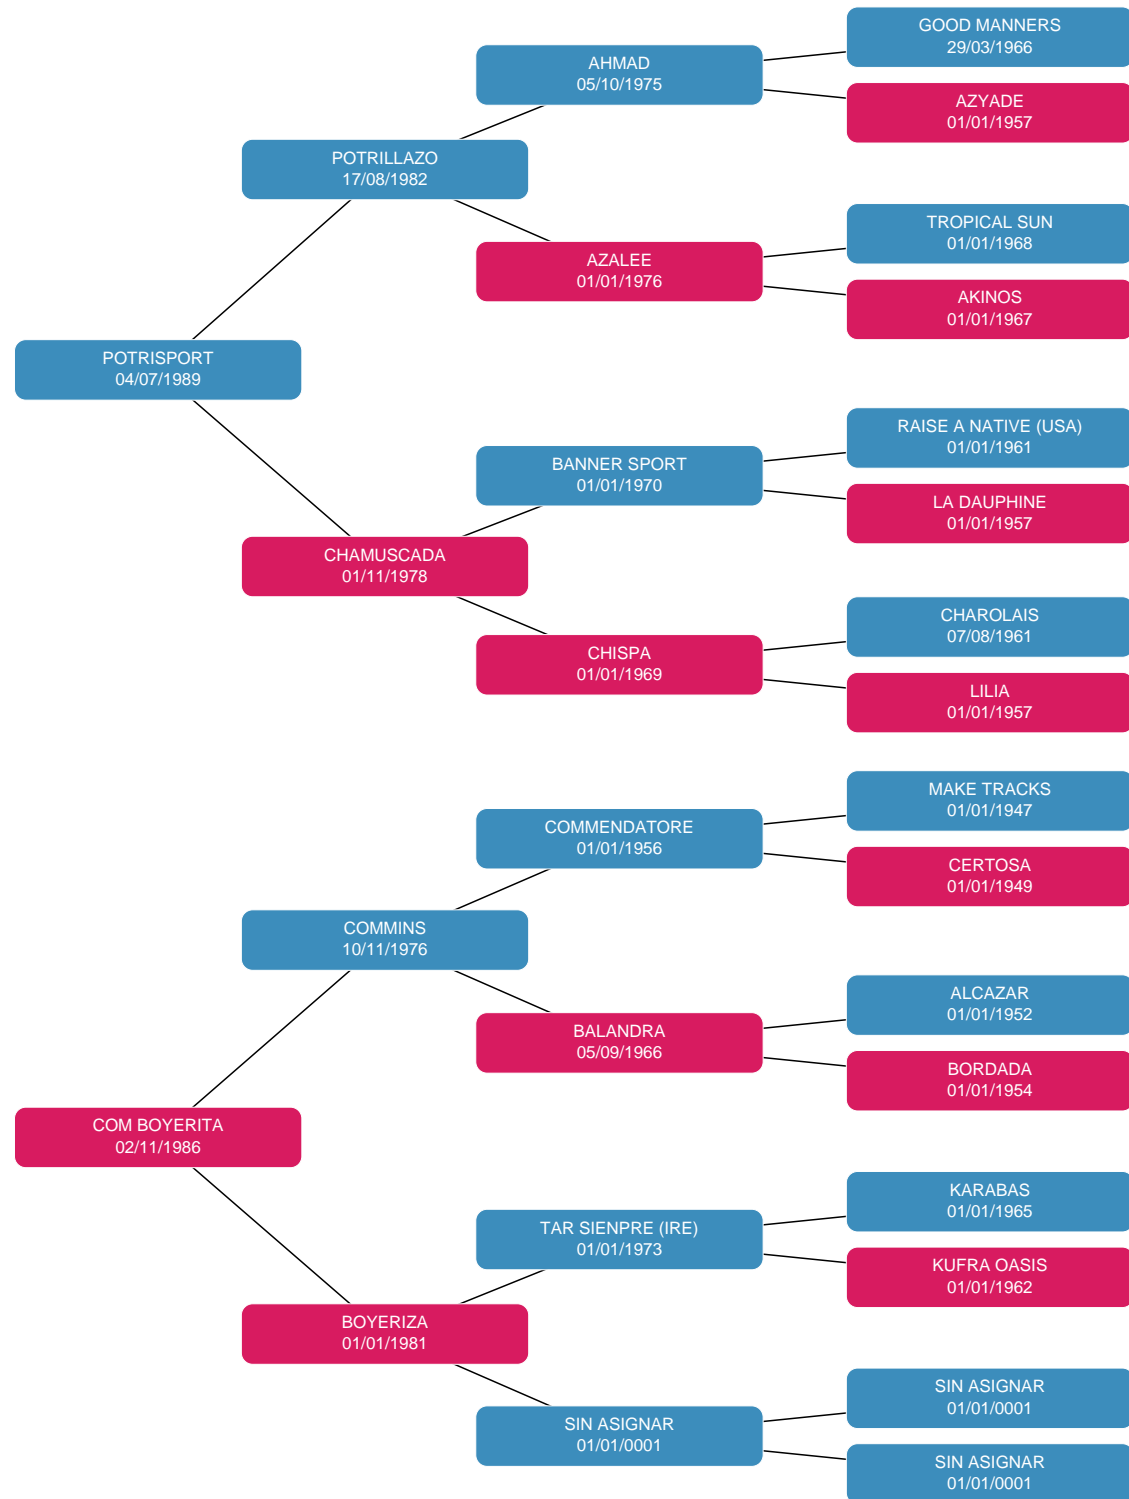 GOOD MANNERS
29/03/1966
AHMAD
05/10/1975
AZYADE
01/01/1957
POTRILLAZO
17/08/1982
TROPICAL SUN
01/01/1968
AZALEE
01/01/1976
AKINOS
01/01/1967
POTRISPORT
04/07/1989
RAISE A NATIVE (USA)
01/01/1961
BANNER SPORT
01/01/1970
LA DAUPHINE
01/01/1957
CHAMUSCADA
01/11/1978
CHAROLAIS
07/08/1961
CHISPA
01/01/1969
LILIA
01/01/1957
MAKE TRACKS
01/01/1947
COMMENDATORE
01/01/1956
CERTOSA
01/01/1949
COMMINS
10/11/1976
ALCAZAR
01/01/1952
BALANDRA
05/09/1966
BORDADA
01/01/1954
COM BOYERITA
02/11/1986
KARABAS
01/01/1965
TAR SIENPRE (IRE)
01/01/1973
KUFRA OASIS
01/01/1962
BOYERIZA
01/01/1981
SIN ASIGNAR
01/01/0001
SIN ASIGNAR
01/01/0001
SIN ASIGNAR
01/01/0001